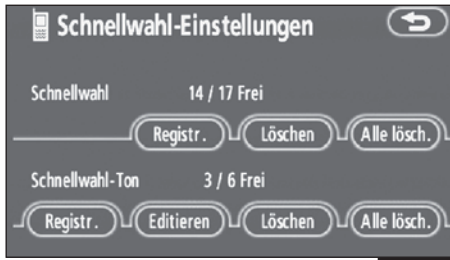 Schnellwahl-Einstellungen
Schnellwahl 14 / 17 Frei
Registr. Löschen Alle lösch.
Schnellwahl-Ton 3 / 6 Frei
Registr. Editieren Löschen Alle lösch.